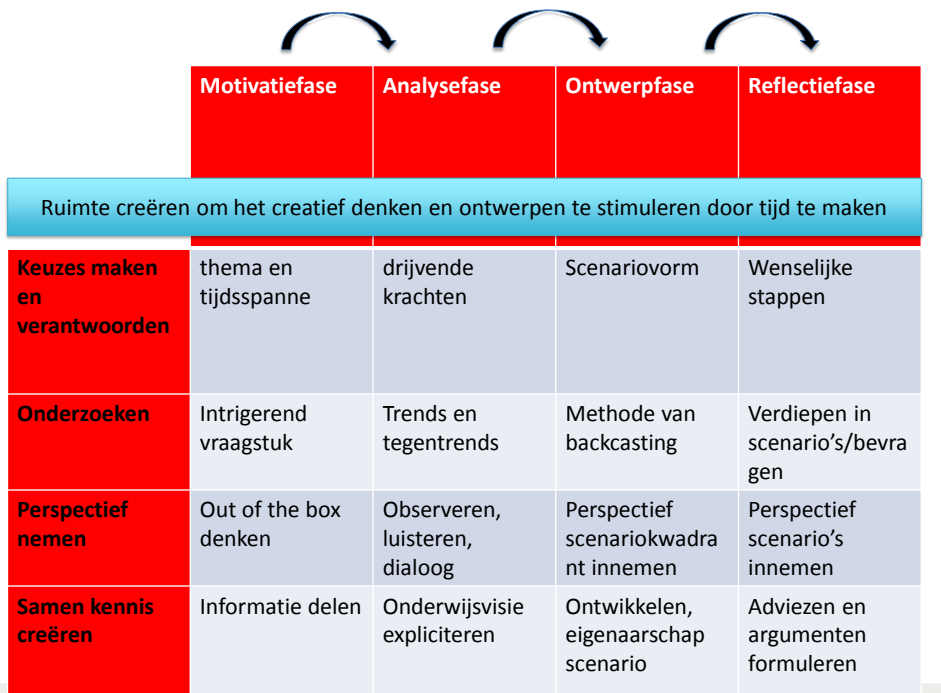 Motivatiefase Analysefase Ontwerpfase Reflectiefase
Ruimte creëren om het creatief denken en ontwerpen te stimuleren door tijd te maken
Keuzes maken
en
verantwoorden
thema en
tijdsspanne
drijvende
krachten
Scenariovorm
Wenselijke
stappen
Onderzoeken
Intrigerend
vraagstuk
Trends en
tegentrends
Methode van
backcasting
Verdiepen in
scenario's/bevra
gen
Perspectief
nemen
Out of the box
denken
Observeren,
luisteren,
dialoog
Perspectief
scenariokwadra
nt innemen
Perspectief
scenario's
innemen
Samen kennis
creëren
Informatie delen
Onderwijsvisie
expliciteren
Ontwikkelen,
eigenaarschap
scenario
Adviezen en
argumenten
formuleren